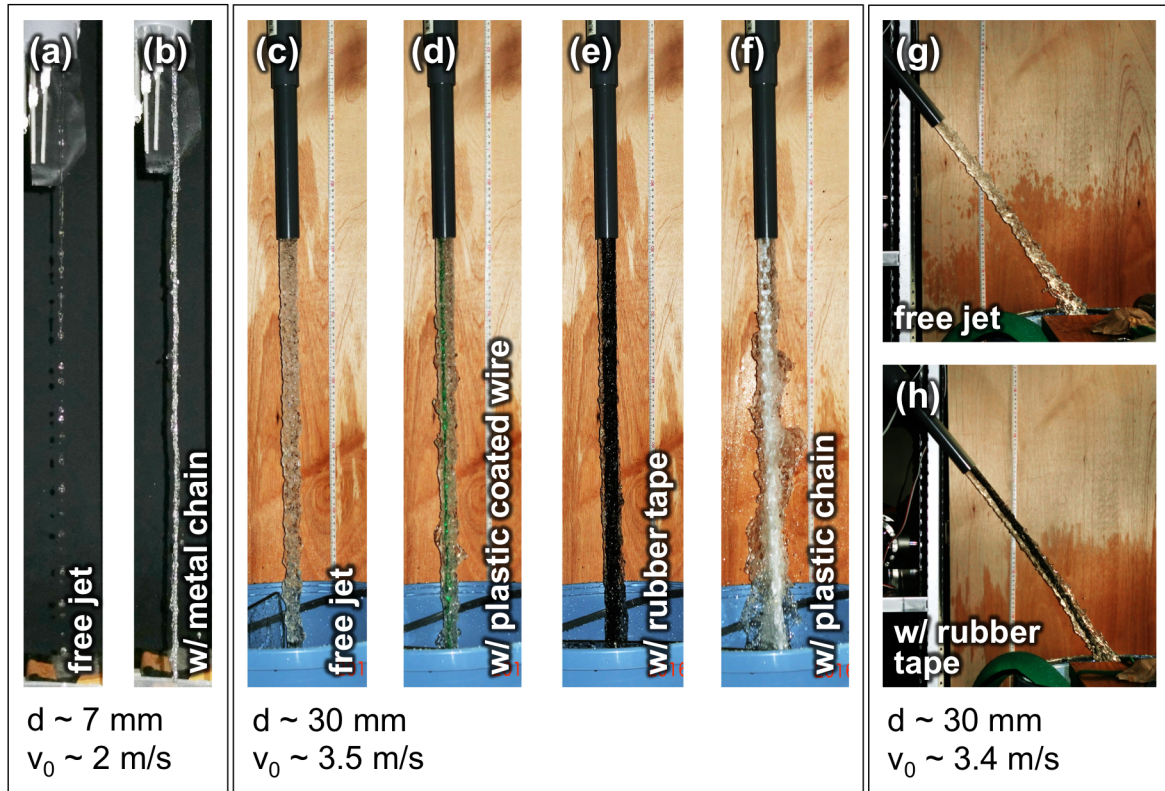 (a)
(b)
(c)
(d)
(e)
(f)
(g)
(h)
free jet
w/ metal chain
free jet
w/ plastic coated wire
w/ rubber tape
w/ plastic chain
free jet
w/ rubber
tape
d ~ 7 mm
v₀ ~ 2 m/s
d ~ 30 mm
v₀ ~ 3.5 m/s
d ~ 30 mm
v₀ ~ 3.4 m/s